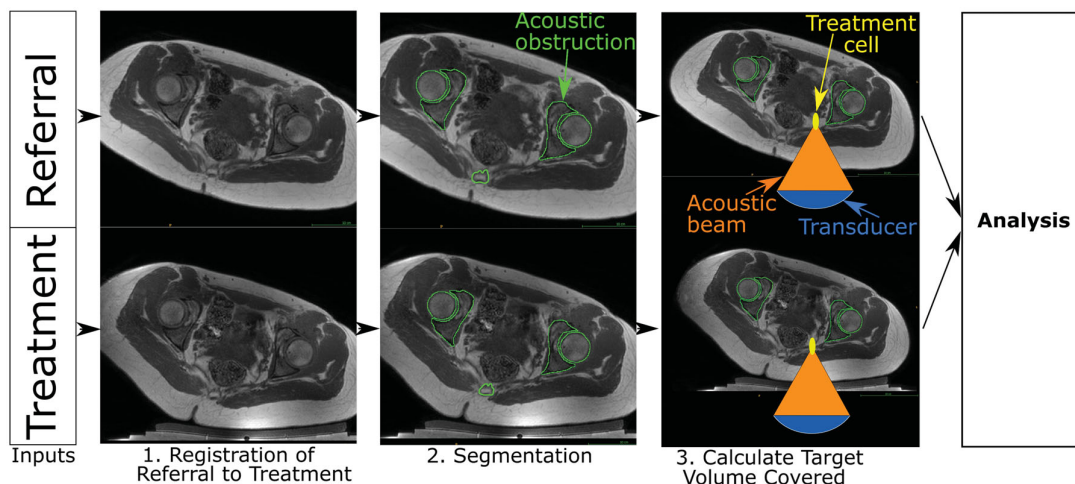 Referral
Treatment
Inputs
Acoustic
obstruction
Treatment
cell
Acoustic
beam
Transducer
Analysis
1. Registration of
Referral to Treatment
2. Segmentation
3. Calculate Target
Volume Covered